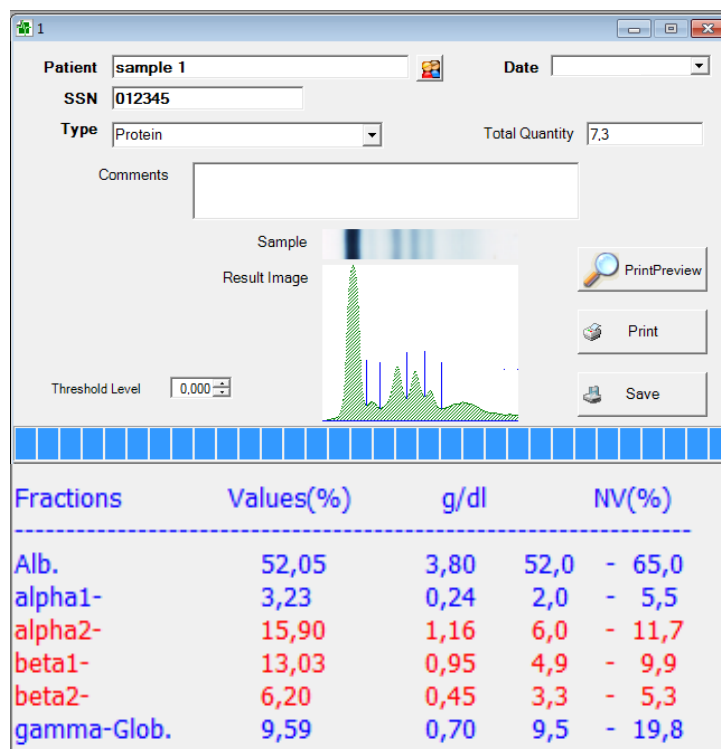 1
Patient sample 1 Date
SSN 012345
Type Protein Total Quantity 7,3
Comments
Sample
Result Image
PrintPreview
Print
Threshold Level 0,000 Save
Fractions Values(%) g/dl NV(%)
Alb. 52,05 3,80 52,0 - 65,0
alpha1- 3,23 0,24 2,0 - 5,5
alpha2- 15,90 1,16 6,0 - 11,7
beta1- 13,03 0,95 4,9 - 9,9
beta2- 6,20 0,45 3,3 - 5,3
gamma-Glob. 9,59 0,70 9,5 - 19,8